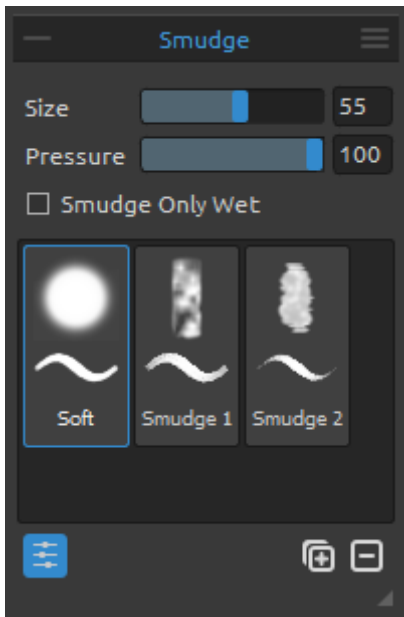 Smudge
Size 55
Pressure 100
Smudge Only Wet
Soft Smudge 1 Smudge 2